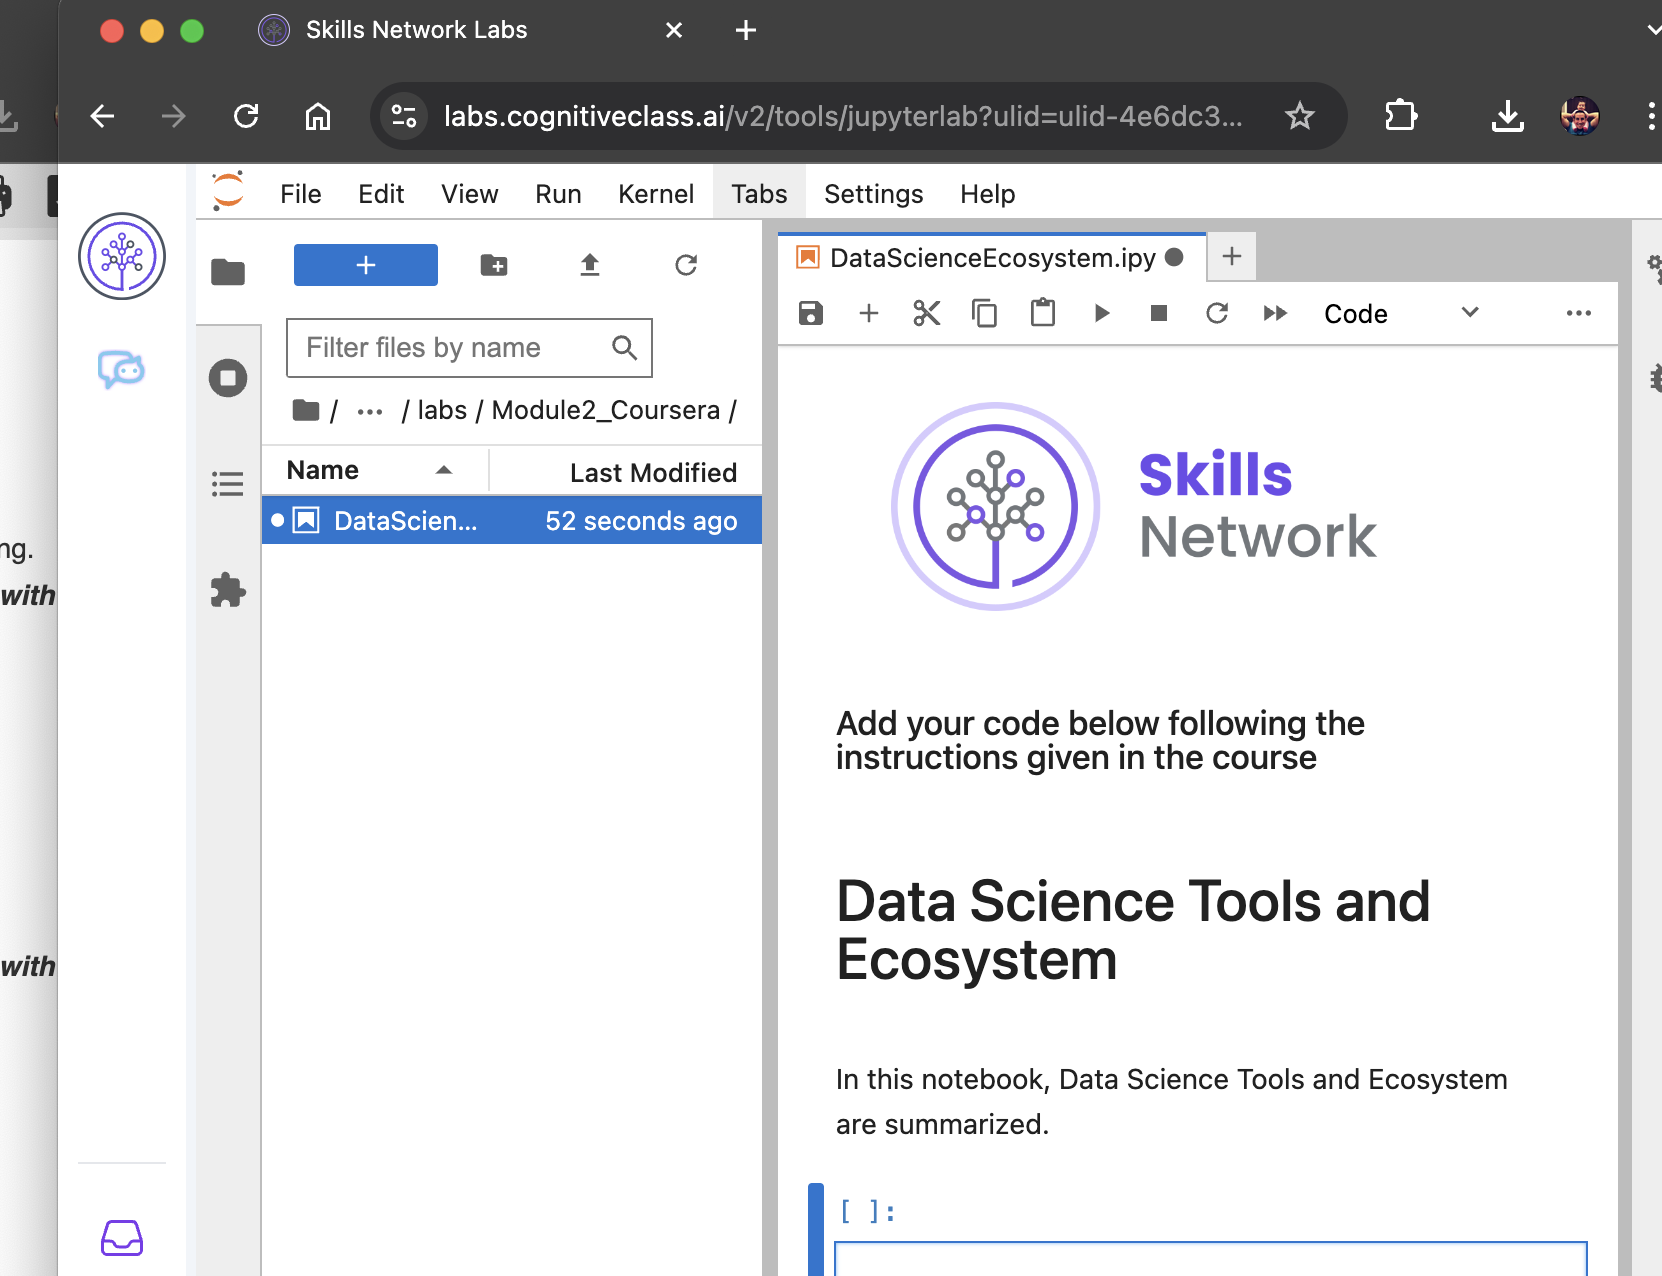 Skills Network Labs
labs.cognitiveclass.ai/v2/tools/jupyterlab?ulid=ulid-4e6dc3...
File Edit View Run Kernel Tabs Settings Help
DataScienceEcosystem.ipy
Filter files by name
Code
/ ... / labs / Module2_Coursera /
Name Last Modified
DataScien... 52 seconds ago
Skills
Network
ng.
with
Add your code below following the
instructions given in the course
Data Science Tools and
Ecosystem
with
In this notebook, Data Science Tools and Ecosystem
are summarized.
[ ]: